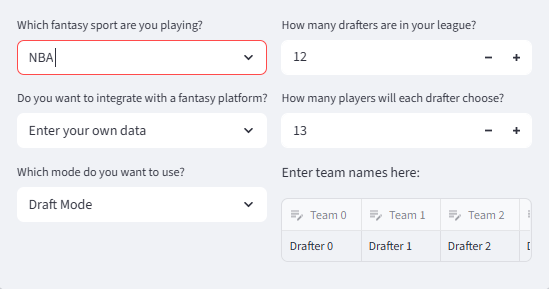 Which fantasy sport are you playing?
NBA
Do you want to integrate with a fantasy platform?
Enter your own data
Which mode do you want to use?
Draft Mode
How many drafters are in your league?
12
How many players will each drafter choose?
13
Enter team names here:
Team 0 Team 1 Team 2
Drafter 0 Drafter 1 Drafter 2